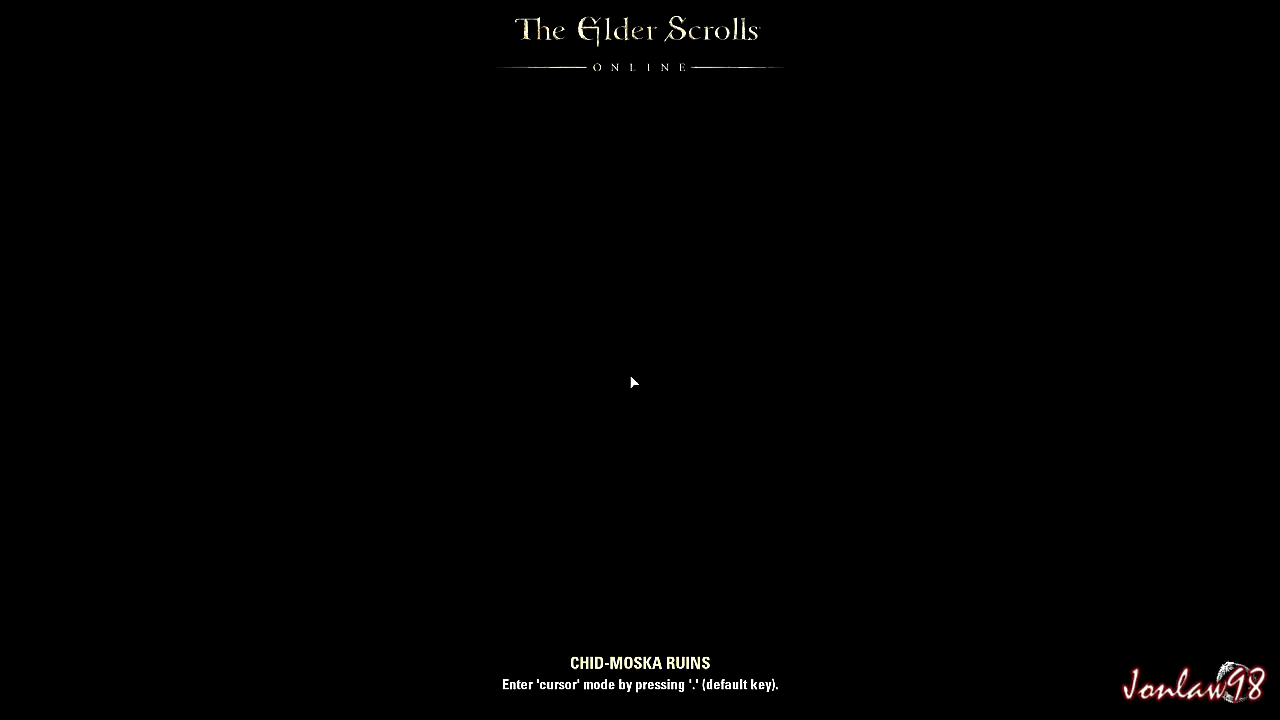 The Elder Scrolls
ONLINE
CHID-MOSKA RUINS
Enter 'cursor' mode by pressing '.' (default key).
Jonlaw98